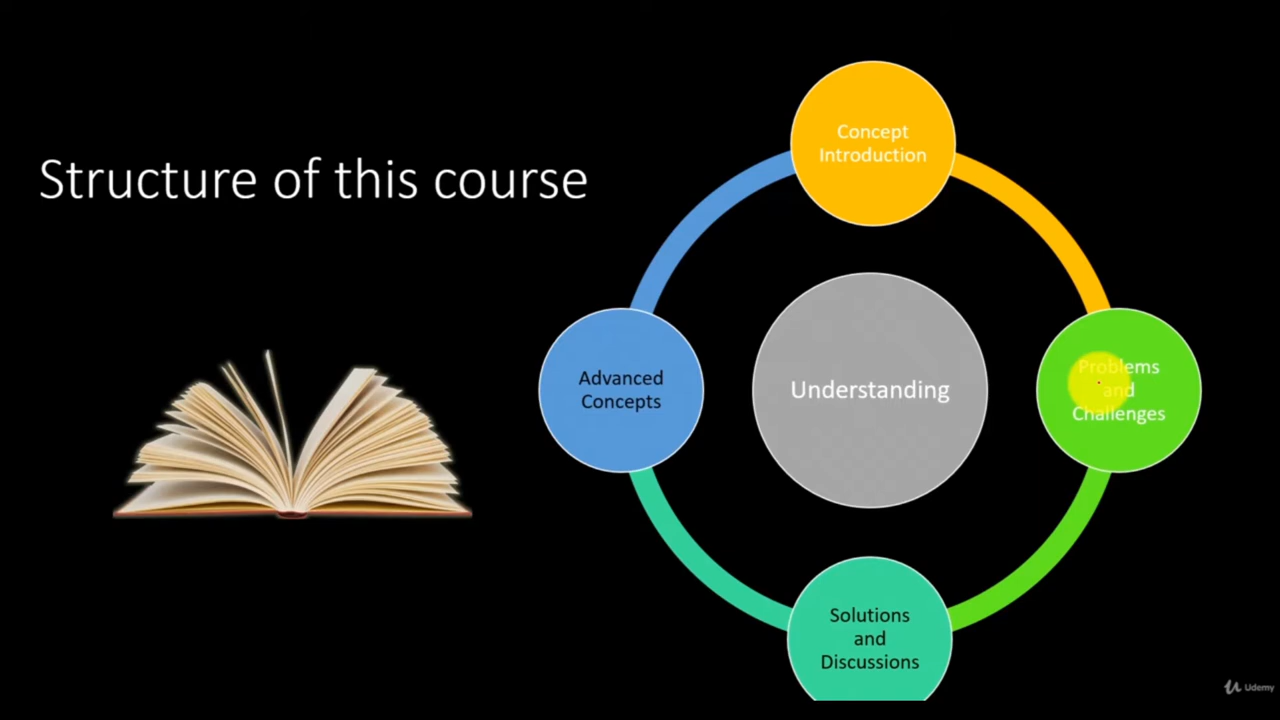 Structure of this course
Concept
Introduction
Problems
and
Challenges
Understanding
Advanced
Concepts
Solutions
and
Discussions
Udemy